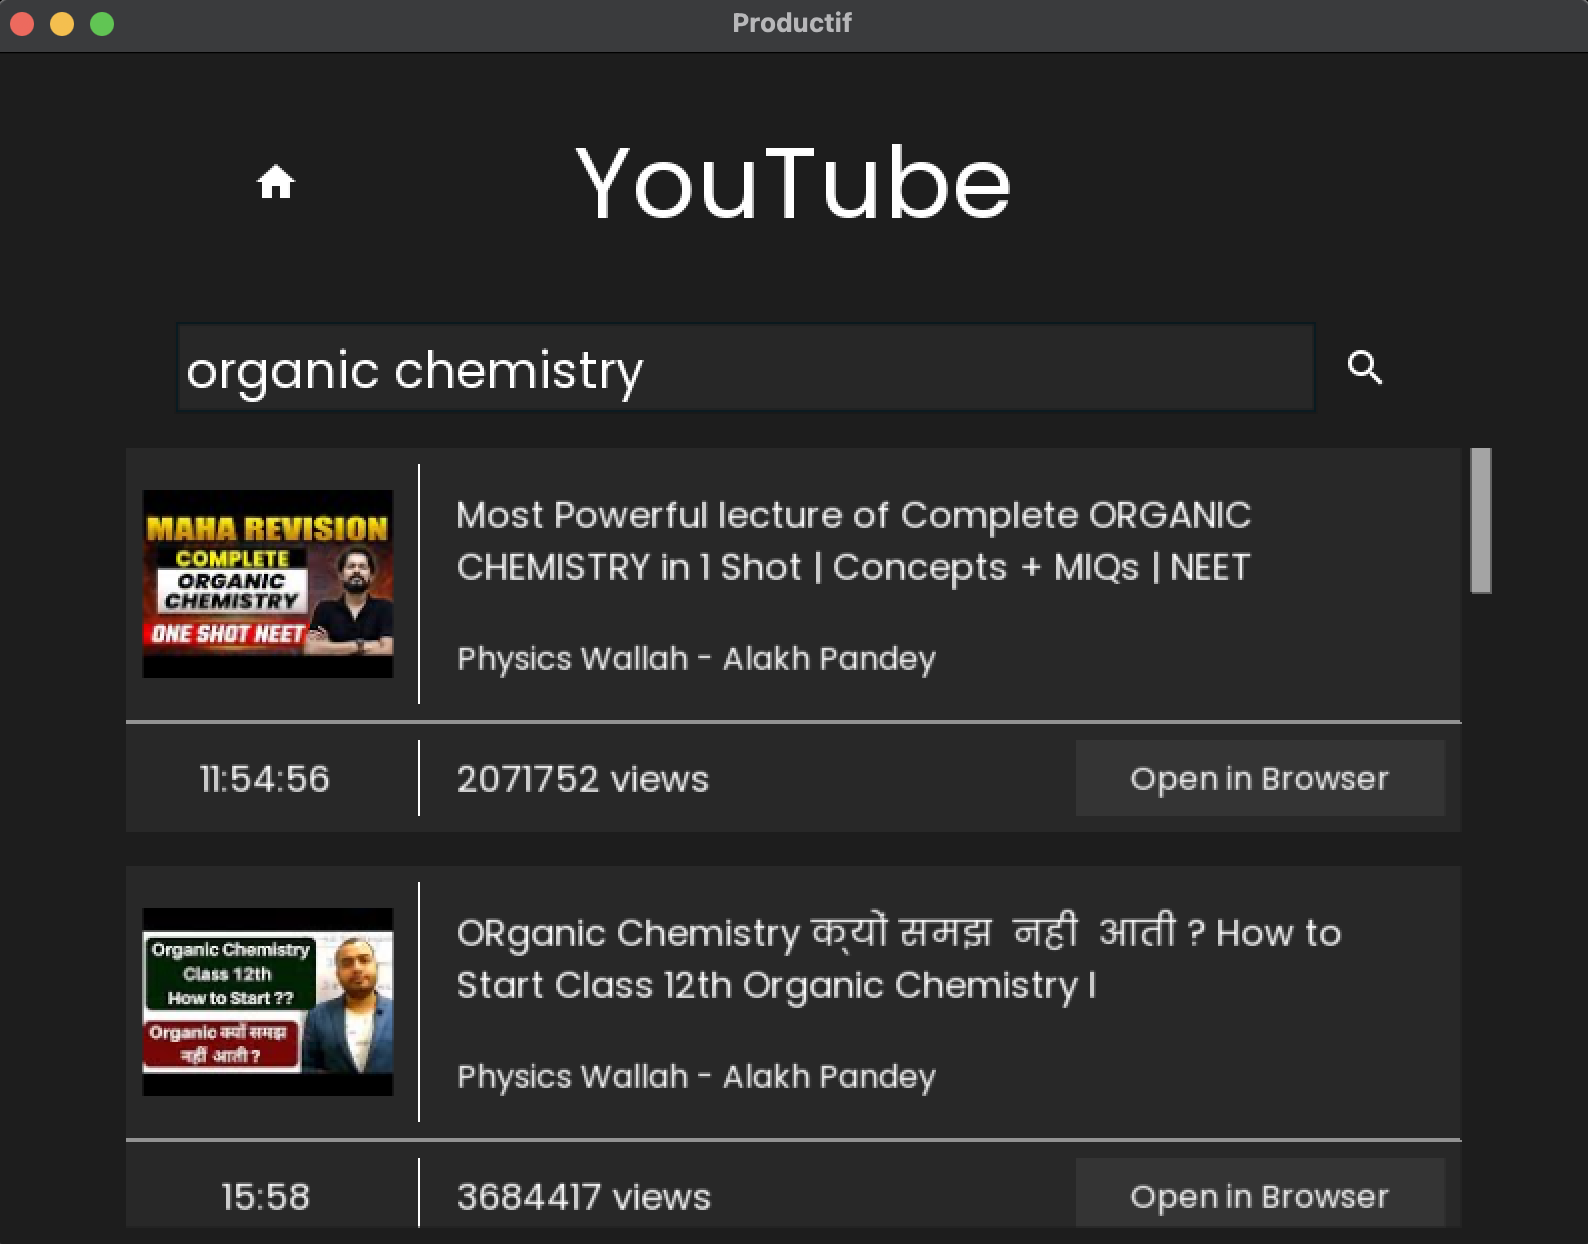 Productif
YouTube
organic chemistry
MAHA REVISION
COMPLETE
ORGANIC
CHEMISTRY
ONE SHOT NEET
Most Powerful lecture of Complete ORGANIC
CHEMISTRY in 1 Shot | Concepts + MIQs | NEET
Physics Wallah - Alakh Pandey
11:54:56
2071752 views
Open in Browser
Organic Chemistry
Class 12th
How to Start ??
Organic क्यों समझ
नहीं आती ?
ORganic Chemistry क्यों समझ नही आती ? How to
Start Class 12th Organic Chemistry I
Physics Wallah - Alakh Pandey
15:58
3684417 views
Open in Browser